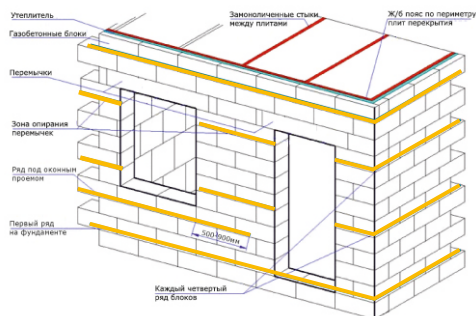 Утеплитель
Газобетонные блоки
Перемычки
Зона опирания
перемычек
Ряд под оконным
проемом
Первый ряд
на фундаменте
Замоноличенные стыки
между плитами
Ж/б пояс по периметру
плит перекрытия
500-900мм
Каждый четвертый
ряд блоков